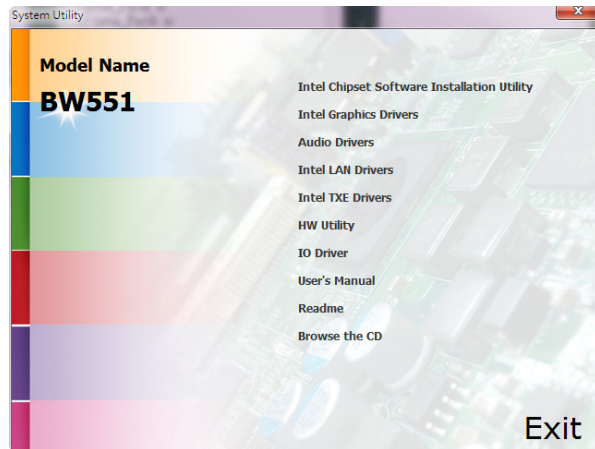 System Utility
Model Name
BW551
Intel Chipset Software Installation Utility
Intel Graphics Drivers
Audio Drivers
Intel LAN Drivers
Intel TXE Drivers
HW Utility
IO Driver
User's Manual
Readme
Browse the CD
Exit